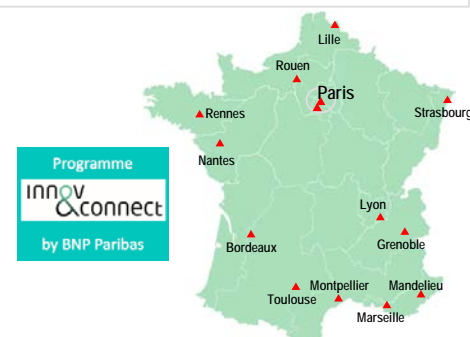 Lille
Rouen
Paris
Strasbourg
Rennes
Nantes
Programme
innov
&connect
by BNP Paribas
Lyon
Grenoble
Bordeaux
Montpellier
Mandelieu
Toulouse
Marseille